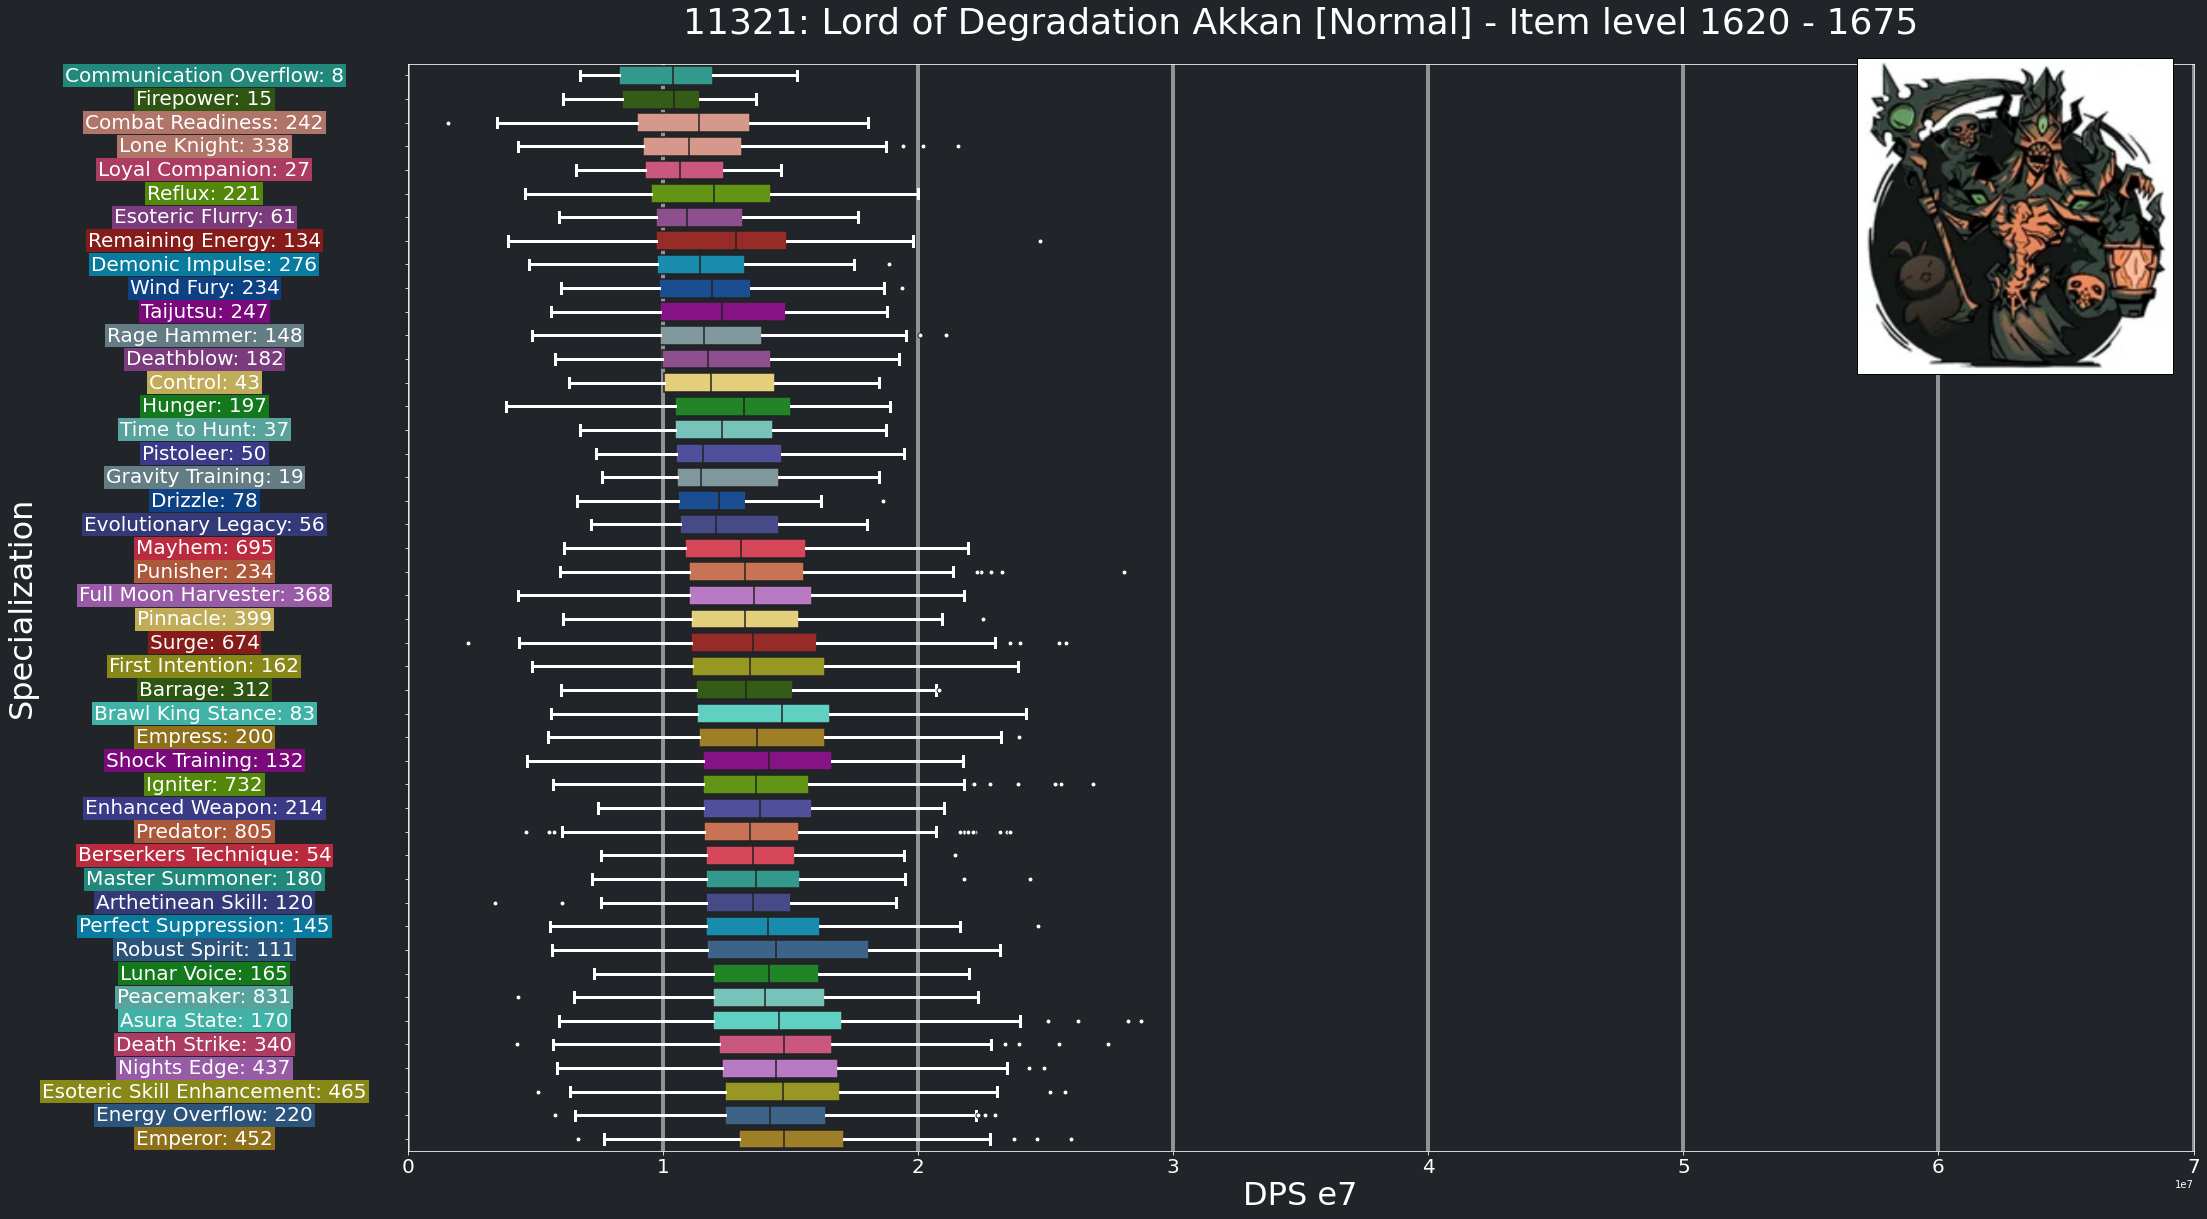 11321: Lord of Degradation Akkan [Normal] - Item level 1620 - 1675
Communication Overflow: 8
Firepower: 15
Combat Readiness: 242
Lone Knight: 338
Loyal Companion: 27
Reflux: 221
Esoteric Flurry: 61
Remaining Energy: 134
Demonic Impulse: 276
Wind Fury: 234
Taijutsu: 247
Rage Hammer: 148
Deathblow: 182
Control: 43
Hunger: 197
Time to Hunt: 37
Pistoleer: 50
Gravity Training: 19
Drizzle: 78
Evolutionary Legacy: 56
Mayhem: 695
Punisher: 234
Full Moon Harvester: 368
Pinnacle: 399
Surge: 674
First Intention: 162
Barrage: 312
Brawl King Stance: 83
Empress: 200
Shock Training: 132
Igniter: 732
Enhanced Weapon: 214
Predator: 805
Berserkers Technique: 54
Master Summoner: 180
Arthetinean Skill: 120
Perfect Suppression: 145
Robust Spirit: 111
Lunar Voice: 165
Peacemaker: 831
Asura State: 170
Death Strike: 340
Nights Edge: 437
Esoteric Skill Enhancement: 465
Energy Overflow: 220
Emperor: 452
Specialization
0 1 2 3 4 5 6 7
1e7
DPS e7